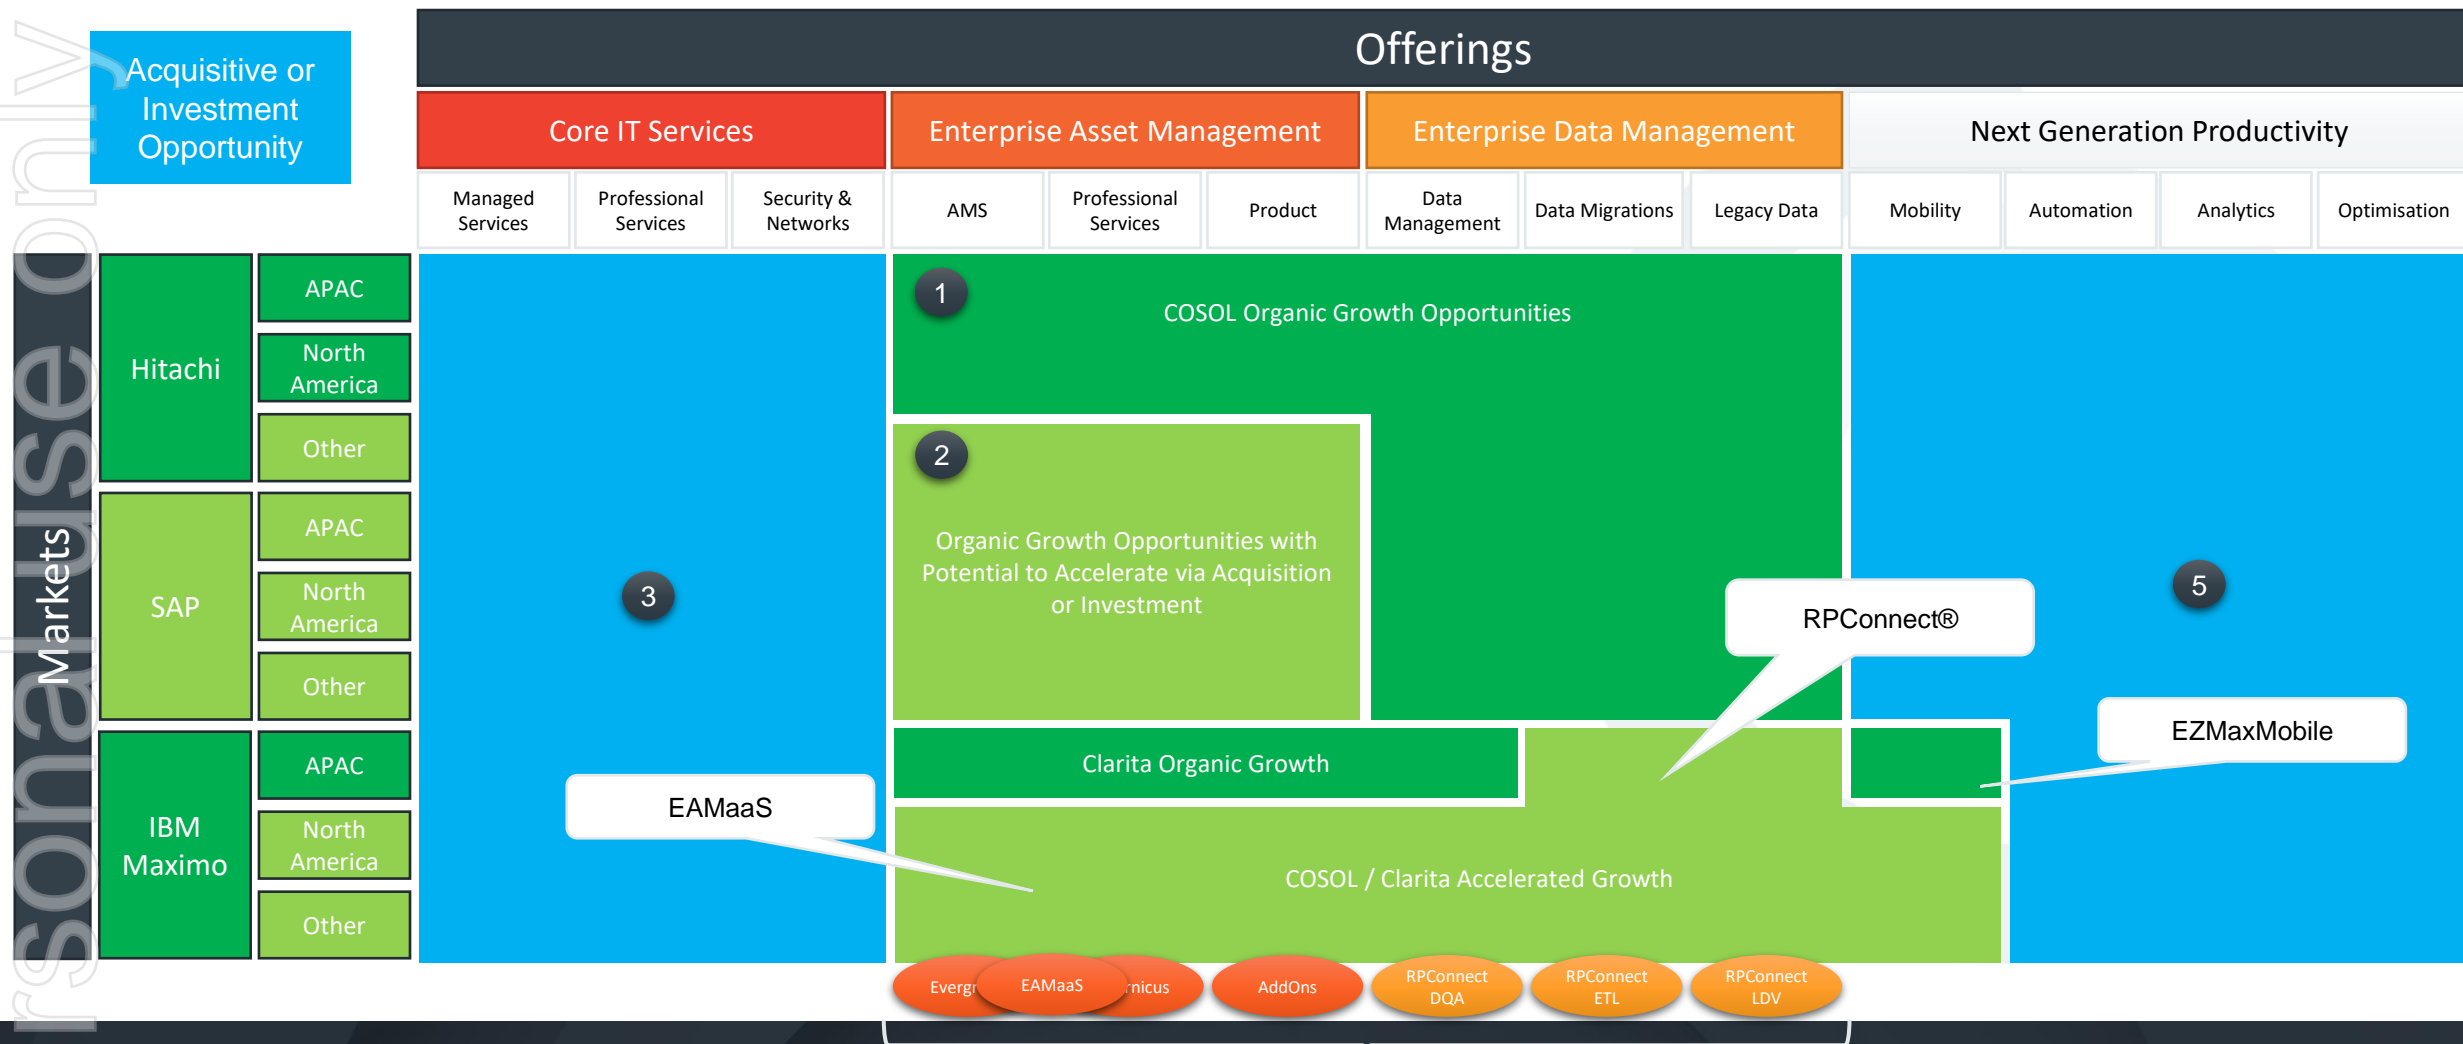 Offerings
Acquisitive or
Investment
Opportunity
Core IT Services
Enterprise Asset Management
Enterprise Data Management
Next Generation Productivity
Managed
Services
Professional
Services
Security &
Networks
AMS
Professional
Services
Product
Data
Management
Data Migrations
Legacy Data
Mobility
Automation
Analytics
Optimisation
Markets
Hitachi
APAC
North
America
Other
SAP
APAC
North
America
Other
IBM
Maximo
APAC
North
America
Other
1
COSOL Organic Growth Opportunities
2
Organic Growth Opportunities with
Potential to Accelerate via Acquisition
or Investment
3
5
RPConnect®
EZMaxMobile
Clarita Organic Growth
EAMaaS
COSOL / Clarita Accelerated Growth
EAMaaS
AddOns
RPConnect
DQA
RPConnect
ETL
RPConnect
LDV
use only